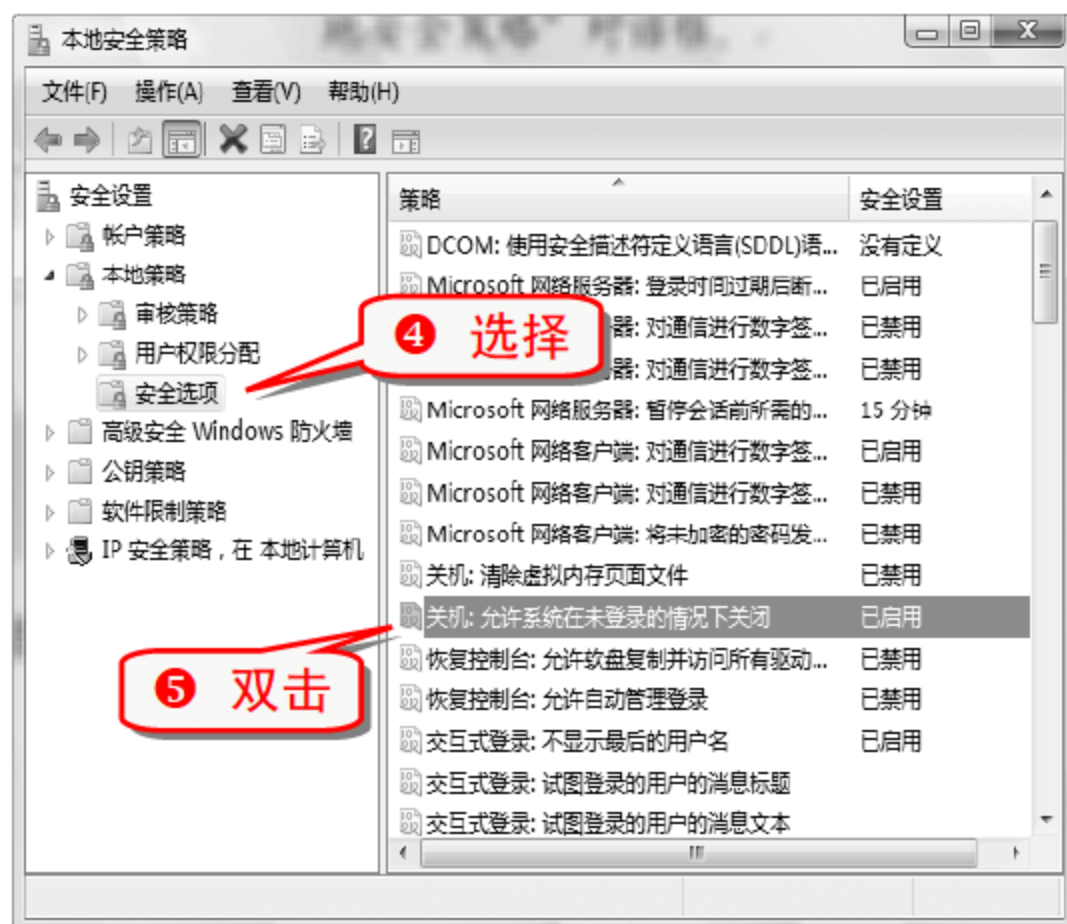 本地安全策略
文件(F) 操作(A) 查看(V) 帮助(H)
安全设置
帐户策略
本地策略
审核策略
用户权限分配
安全选项
高级安全 Windows 防火墙
公钥策略
软件限制策略
IP 安全策略，在 本地计算机
❹ 选择
❺ 双击
策略 安全设置
DCOM: 使用安全描述符定义语言(SDDL)语... 没有定义
Microsoft 网络服务器: 登录时间过期后断... 已启用
器: 对通信进行数字签... 已禁用
器: 对通信进行数字签... 已禁用
Microsoft 网络服务器: 暂停会话前所需的... 15 分钟
Microsoft 网络客户端: 对通信进行数字签... 已启用
Microsoft 网络客户端: 对通信进行数字签... 已禁用
Microsoft 网络客户端: 将未加密的密码发... 已禁用
关机: 清除虚拟内存页面文件 已禁用
关机: 允许系统在未登录的情况下关闭 已启用
恢复控制台: 允许软盘复制并访问所有驱动... 已禁用
恢复控制台: 允许自动管理登录 已禁用
交互式登录: 不显示最后的用户名 已启用
交互式登录: 试图登录的用户的消息标题
交互式登录: 试图登录的用户的消息文本